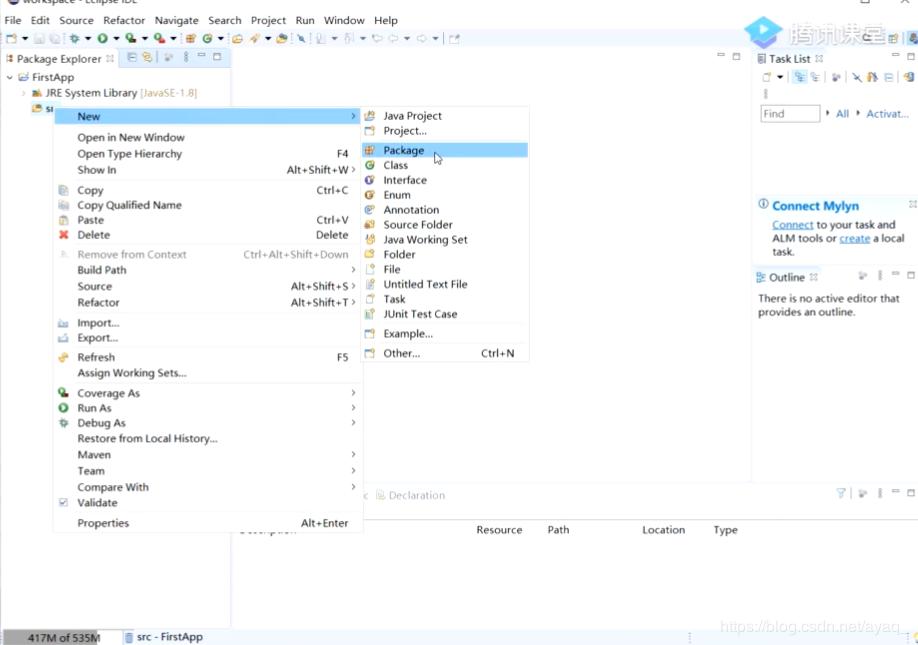 workspace - Eclipse IDE
File Edit Source Refactor Navigate Search Project Run Window Help
腾讯课堂
Package Explorer
FirstApp
JRE System Library [JavaSE-1.8]
New
Open in New Window
Open Type Hierarchy F4
Show In Alt+Shift+W
Copy Ctrl+C
Copy Qualified Name
Paste Ctrl+V
Delete Delete
Remove from Context Ctrl+Alt+Shift+Down
Build Path
Source Alt+Shift+S
Refactor Alt+Shift+T
Import...
Export...
Refresh F5
Assign Working Sets...
Coverage As
Run As
Debug As
Restore from Local History...
Maven
Team
Compare With
Validate
Properties Alt+Enter
Java Project
Project...
Package
Class
Interface
Enum
Annotation
Source Folder
Java Working Set
Folder
File
Untitled Text File
Task
JUnit Test Case
Example...
Other... Ctrl+N
Task List
Find All Activat...
Connect Mylyn
Connect to your task and
ALM tools or create a local
task.
Outline
There is no active editor that
provides an outline.
Declaration
Resource Path Location Type
417M of 535M src - FirstApp
https://blog.csdn.net/ayaq